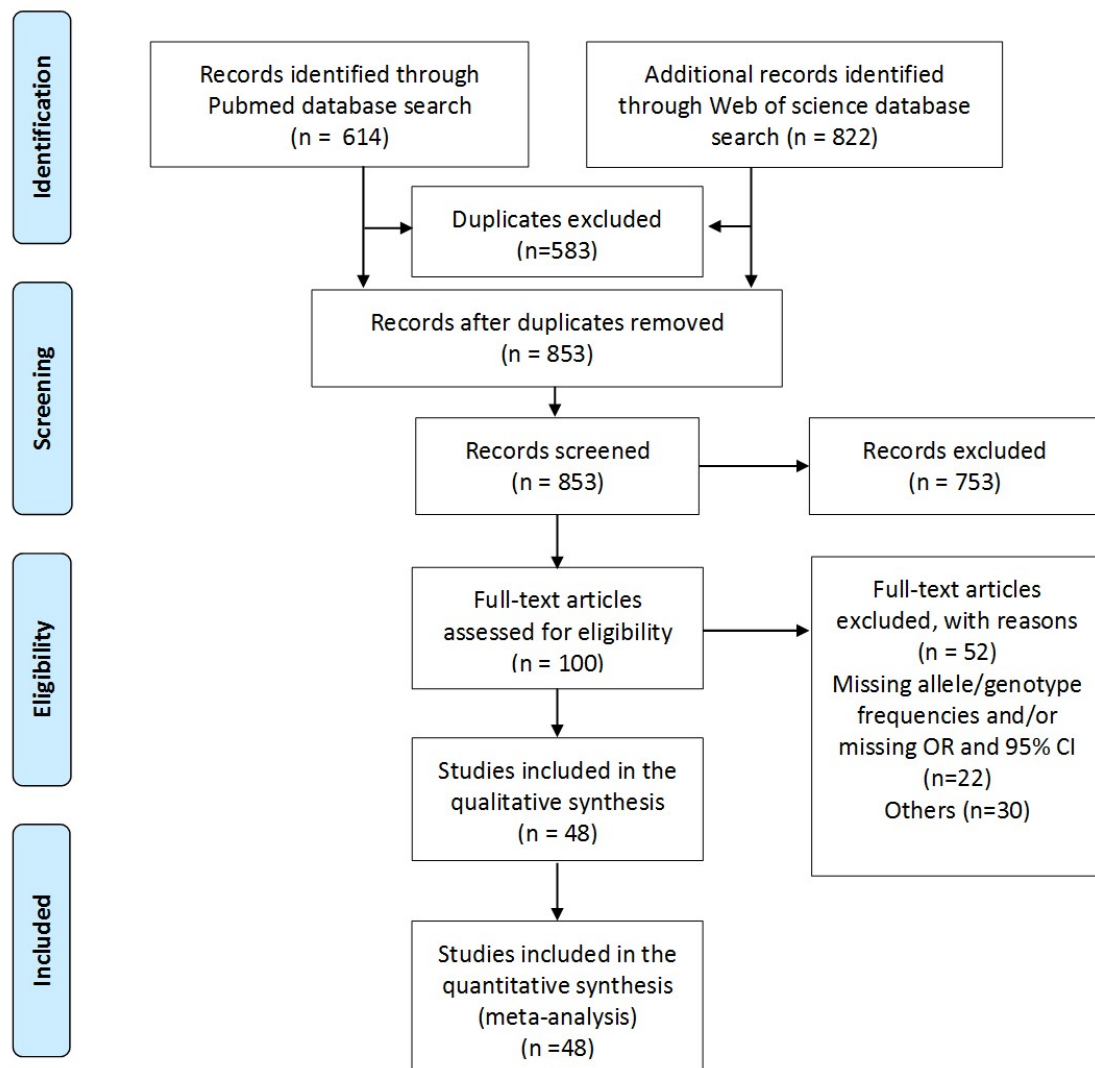 Identification
Records identified through
Pubmed database search
(n =  614)
Additional records identified
through Web of science database
search (n = 822)
Duplicates excluded
(n=583)
Screening
Records after duplicates removed
(n = 853)
Records screened
(n = 853)
Records excluded
(n = 753)
Eligibility
Full-text articles
assessed for eligibility
(n = 100)
Full-text articles
excluded, with reasons
(n = 52)
Missing allele/genotype
frequencies and/or
missing OR and 95% CI
(n=22)
Others (n=30)
Studies included in the
qualitative synthesis
(n = 48)
Included
Studies included in the
quantitative synthesis
(meta-analysis)
(n =48)